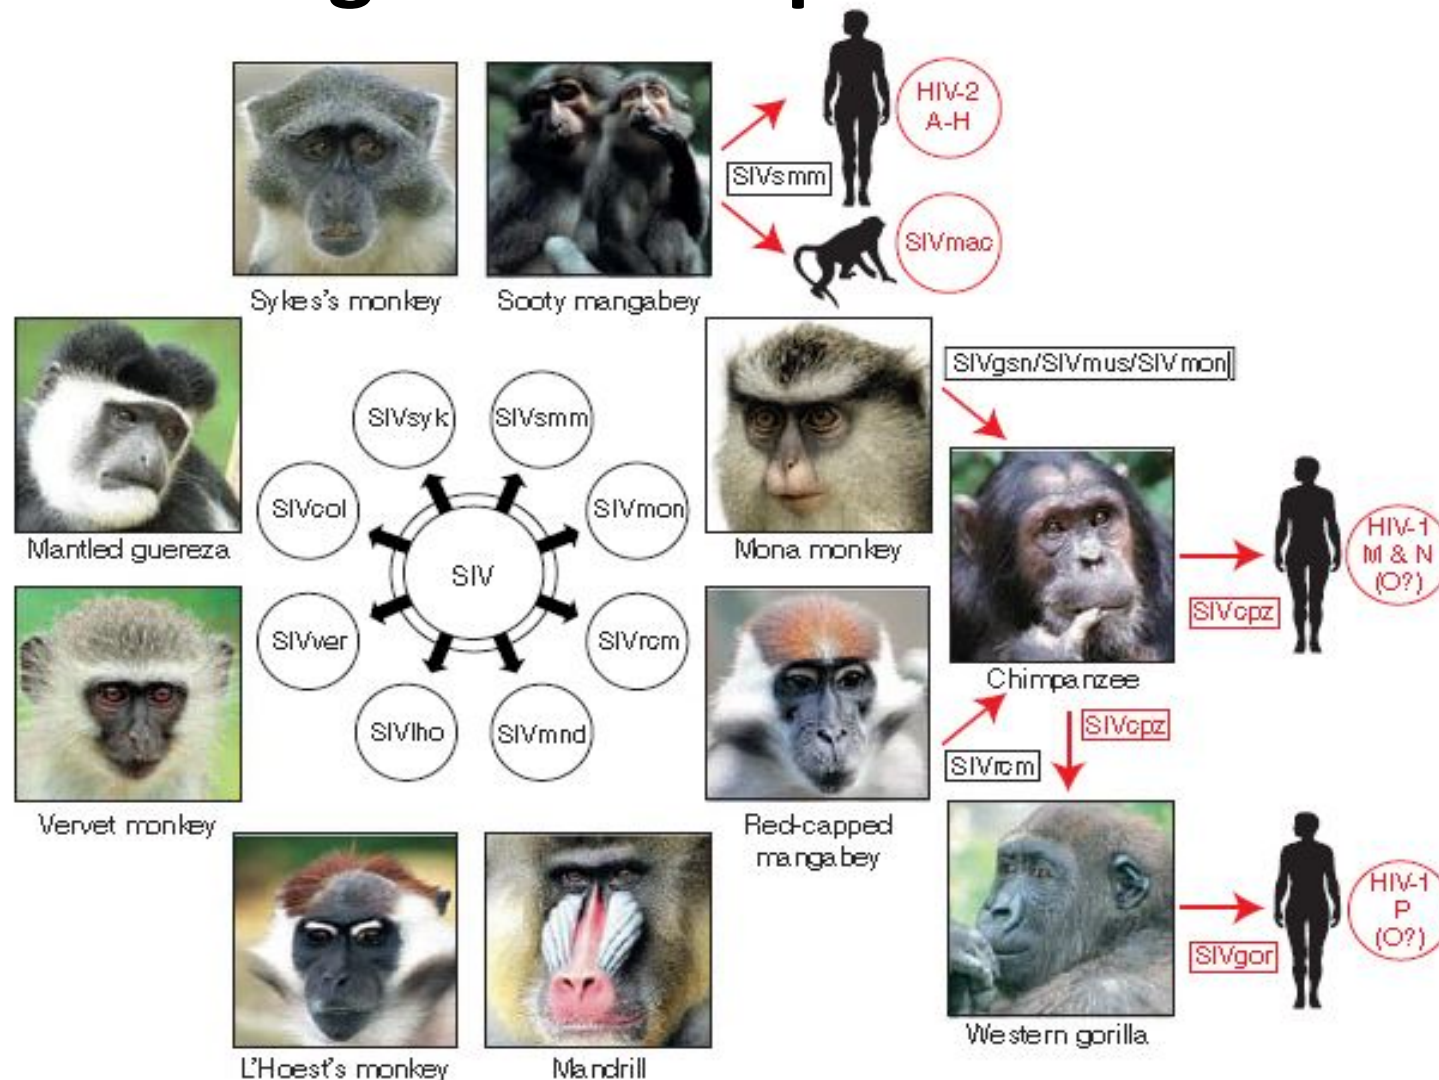 HIV-2
A-H
SIVsmm
SIVmac
Sykes's monkey
Sooty mangabey
SIVgsn/SIVmus/SIVmon
SIVsyk
SIVsmm
SIVcol
SIVmon
Mantled guereza
Mona monkey
HIV-1
M & N
(O?)
SIV
SIVcpz
SIVver
SIVrcm
Chimpanzee
SIVcpz
SIVlho
SIVmnd
SIVrcm
Vervet monkey
Red-capped
mangabey
HIV-1
P
(O?)
SIVgor
Western gorilla
L'Hoest's monkey
Mandrill